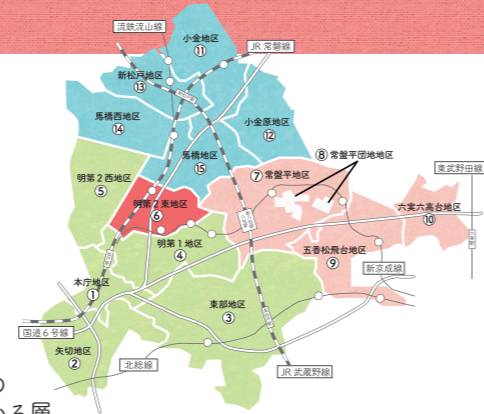 流鉄流山線
小金地区
⑪
JR 常磐線
新松戸地区
⑬
馬橋西地区
⑭
小金原地区
⑫
馬橋地区
⑮
⑧ 常盤平団地地区
明第２西地区
⑤
⑦ 常盤平地区
東武野田線
明第２東地区
⑥
六実六高台地区
⑩
明第１地区
④
五香松飛台地区
⑨
新京成線
本庁地区
①
東部地区
③
国道６号線
矢切地区
②
北総線
JR 武蔵野線
の
いる層